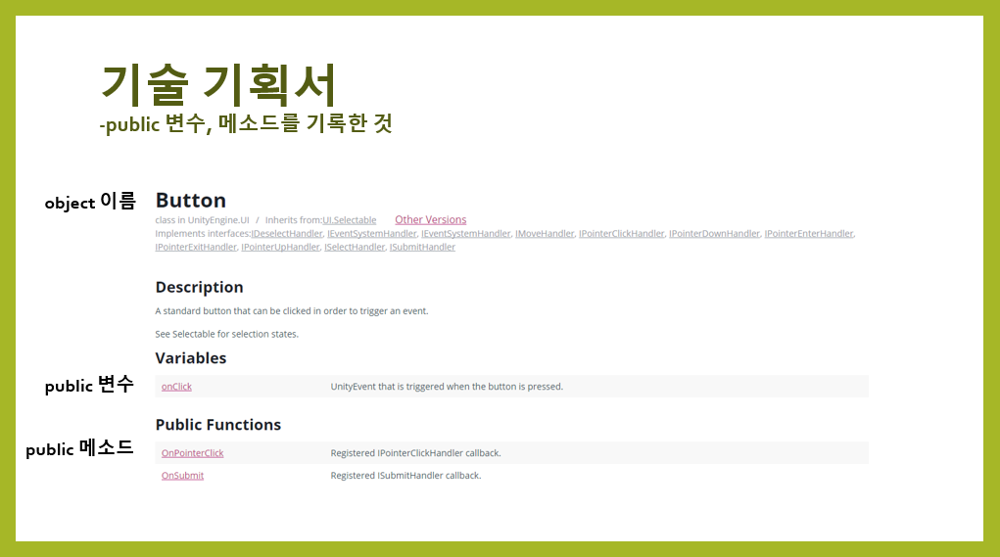 기술 기획서
-public 변수, 메소드를 기록한 것
object 이름
Button
class in UnityEngine.UI / Inherits from:UI.Selectable Other Versions
Implements interfaces:IDeselectHandler, IEventSystemHandler, IEventSystemHandler, IMoveHandler, IPointerClickHandler, IPointerDownHandler, IPointerEnterHandler,
IPointerExitHandler, IPointerUpHandler, ISelectHandler, ISubmitHandler
Description
A standard button that can be clicked in order to trigger an event.
See Selectable for selection states.
Variables
public 변수
onClick UnityEvent that is triggered when the button is pressed.
Public Functions
public 메소드
OnPointerClick Registered IPointerClickHandler callback.
OnSubmit Registered ISubmitHandler callback.